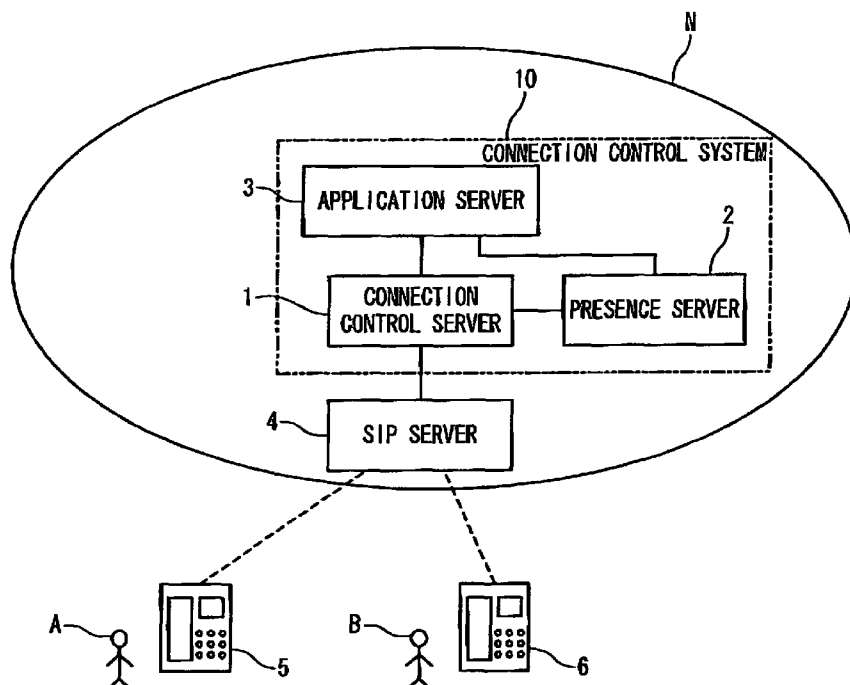 N
10
CONNECTION CONTROL SYSTEM
3
APPLICATION SERVER
2
1
CONNECTION
CONTROL SERVER
PRESENCE SERVER
4
SIP SERVER
A
5
B
6